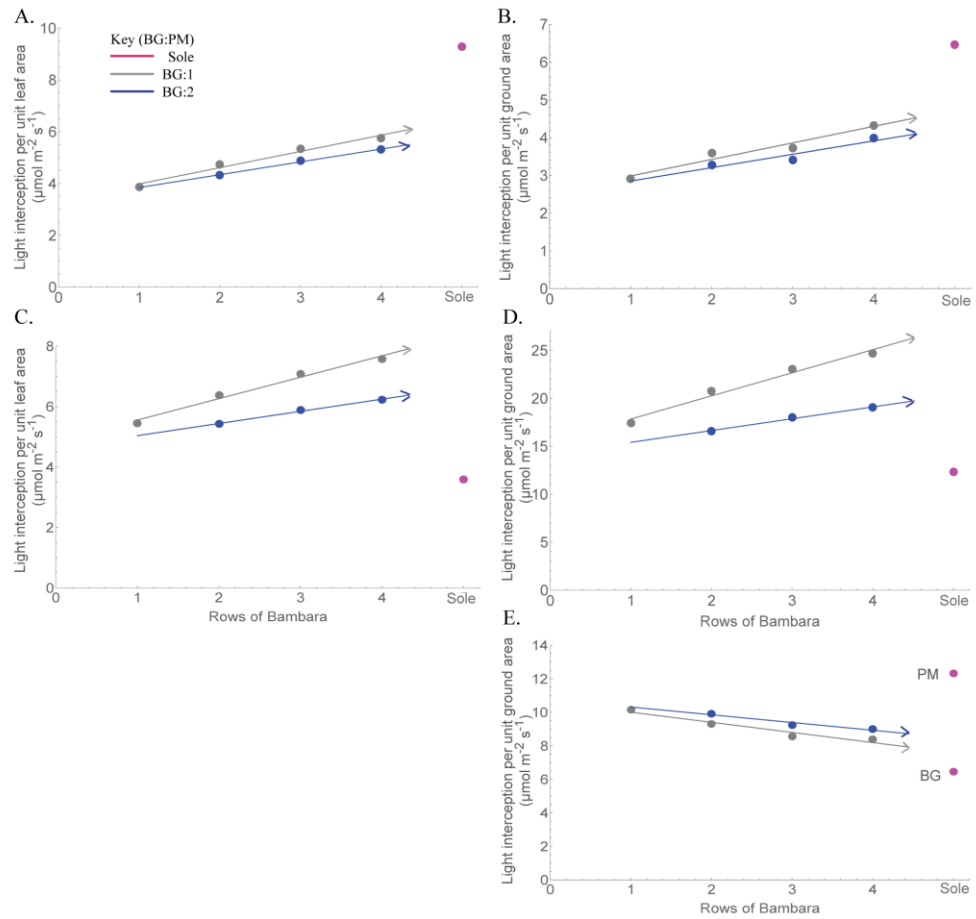 A.
Key (BG:PM)
Sole
BG:1
BG:2
Light interception per unit leaf area
(µmol m⁻² s⁻¹)
10
8
6
4
2
0
0 1 2 3 4 Sole
B.
Light interception per unit ground area
(µmol m⁻² s⁻¹)
7
6
5
4
3
2
1
0
0 1 2 3 4 Sole
C.
Light interception per unit leaf area
(µmol m⁻² s⁻¹)
8
6
4
2
0
0 1 2 3 4 Sole
Rows of Bambara
D.
Light interception per unit ground area
(µmol m⁻² s⁻¹)
25
20
15
10
5
0
0 1 2 3 4 Sole
Rows of Bambara
E.
Light interception per unit ground area
(µmol m⁻² s⁻¹)
14
12
10
8
6
4
2
0
PM
BG
0 1 2 3 4 Sole
Rows of Bambara